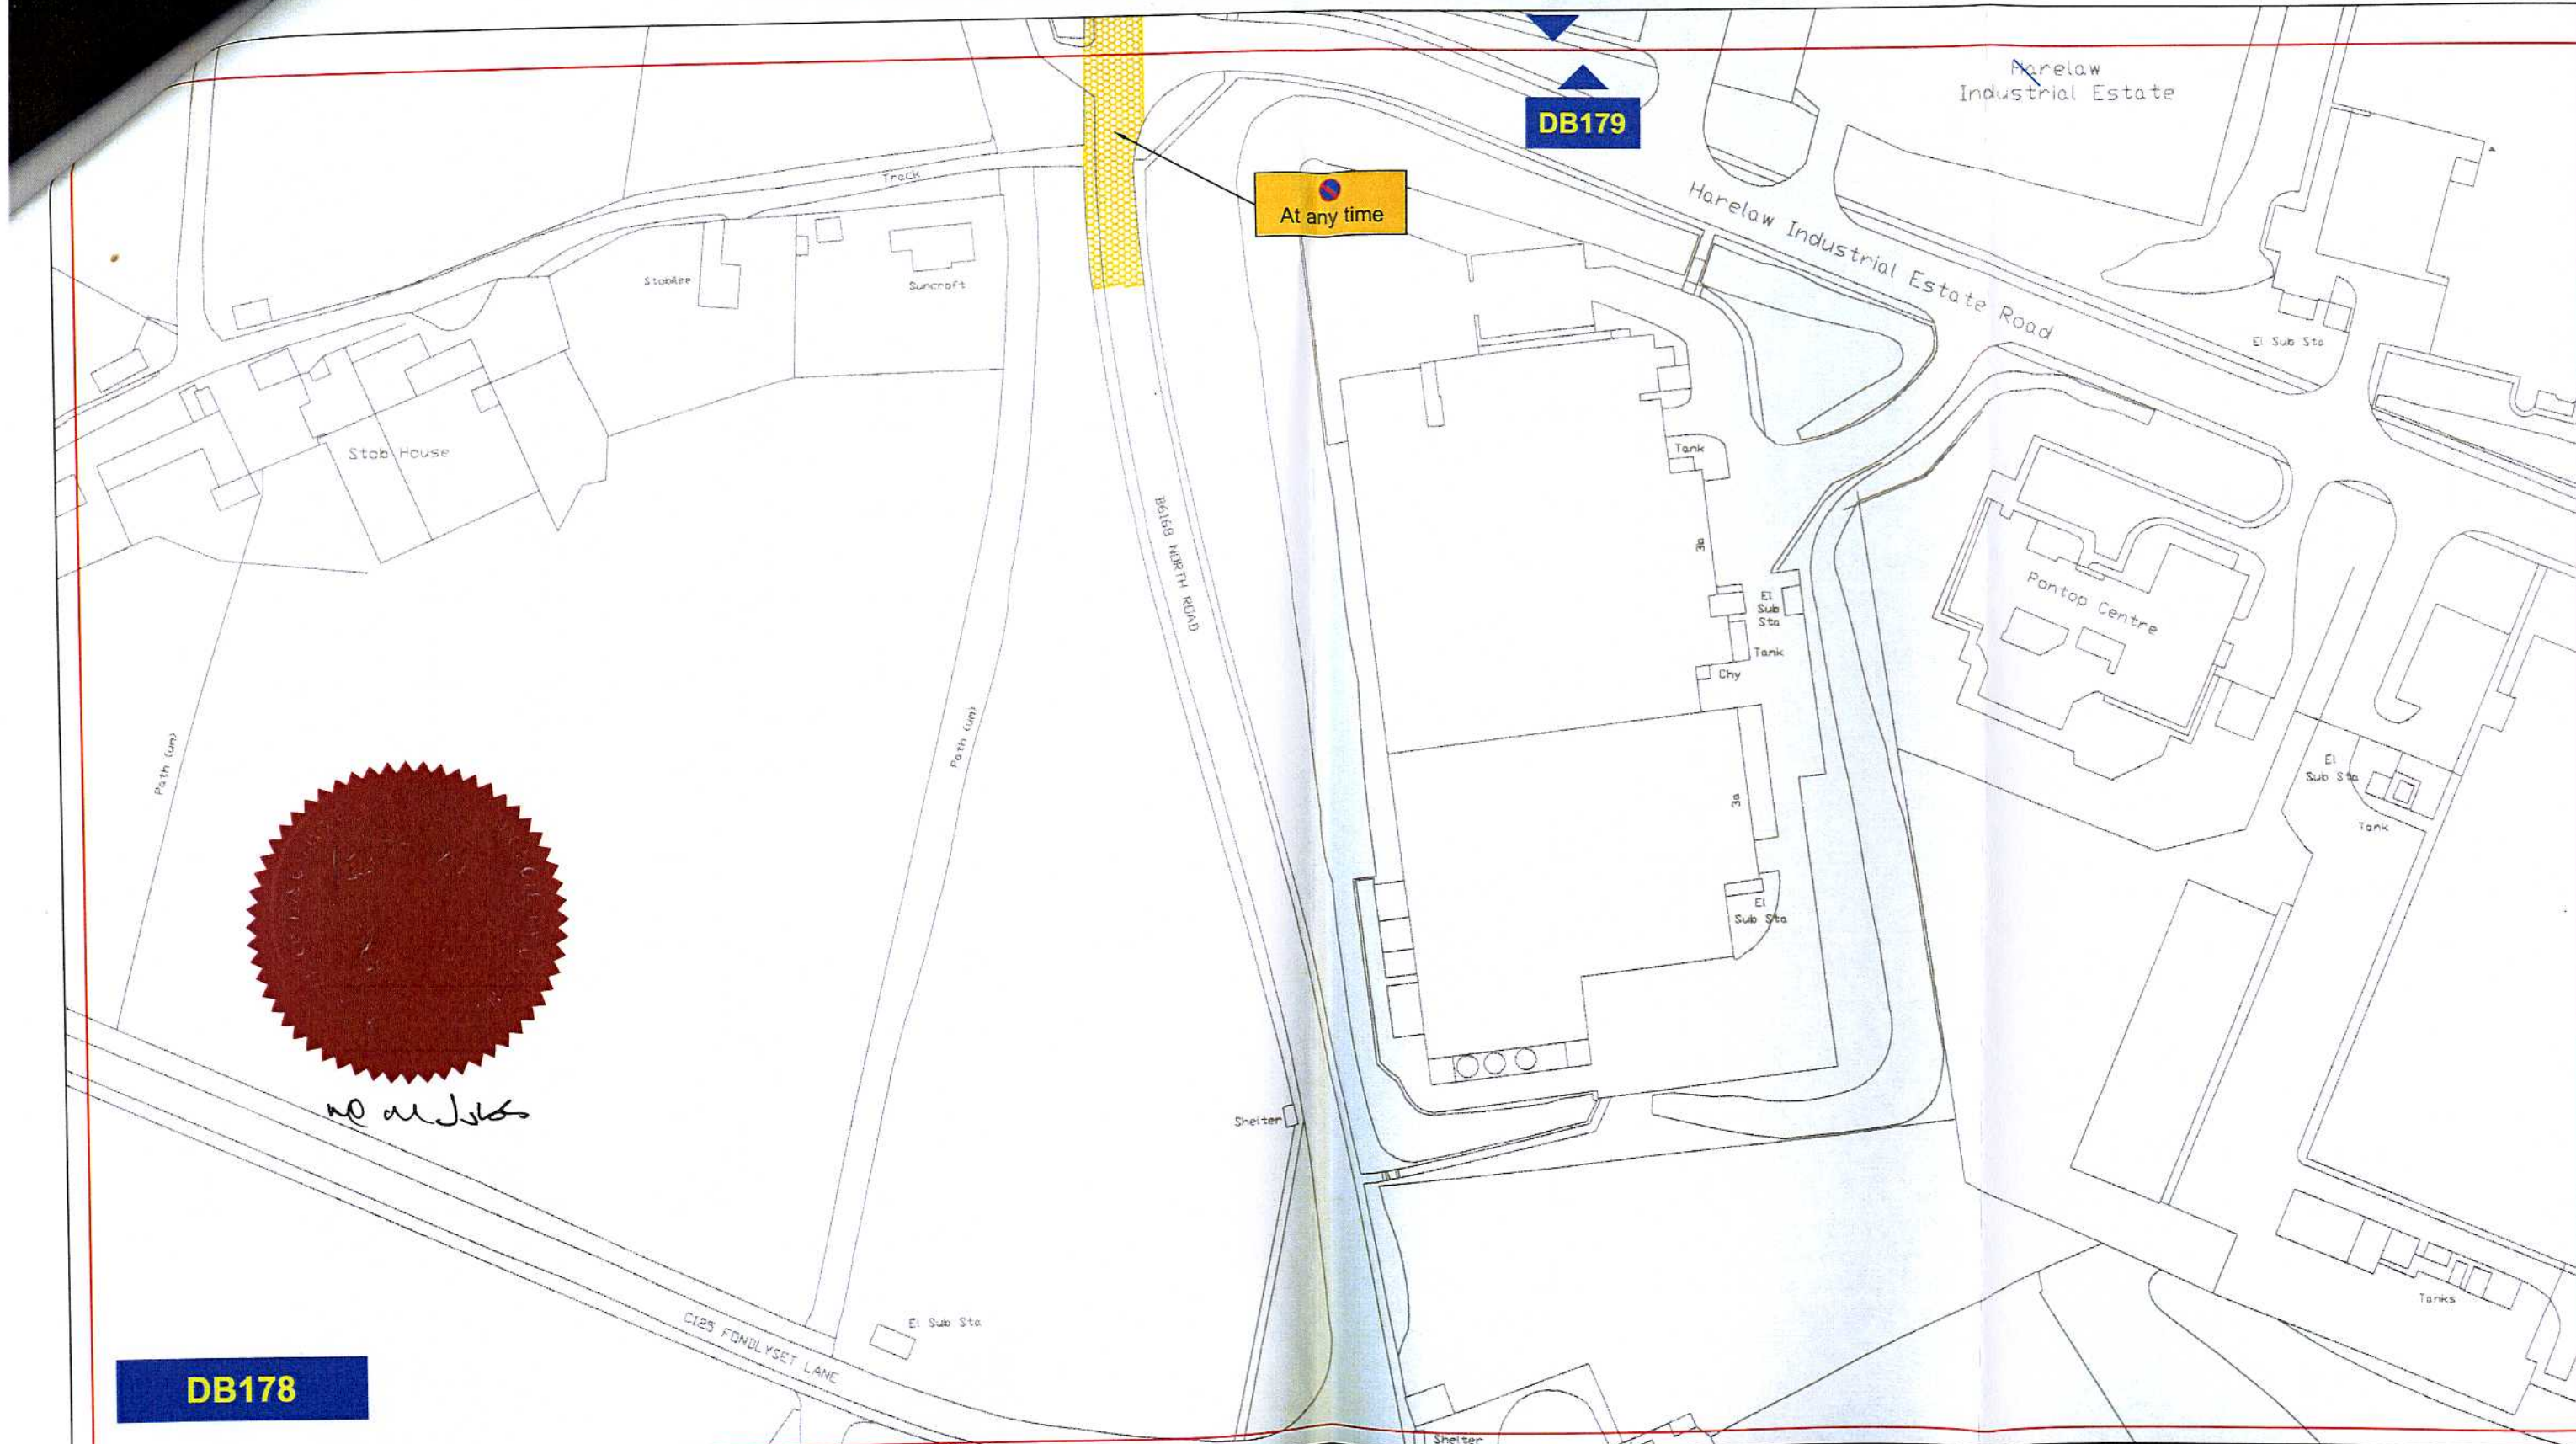 Harelaw
Industrial Estate
DB179
At any time
Track
Harelaw Industrial Estate Road
Stoblee
Suncroft
El Sub Sta
Stob House
Tank
B6168 NORTH ROAD
3b
El
Sub
Sta
Tank
Chy
Pontop Centre
Path (um)
Path (um)
El
Sub Sta
Tank
3a
El
Sub Sta
Shelter
Tanks
El Sub Sta
C125 FONDLYSET LANE
DB178
Shelter